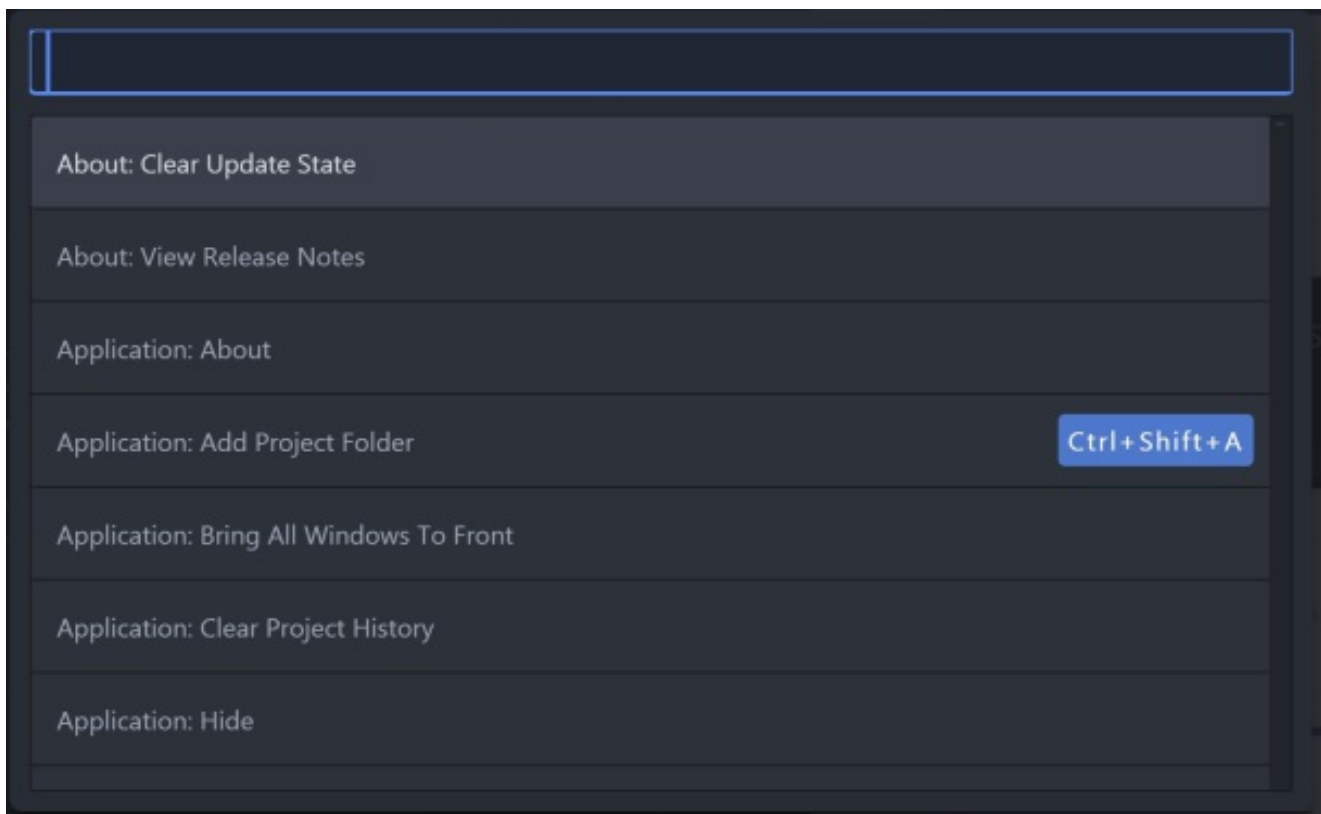 About: Clear Update State
About: View Release Notes
Application: About
Application: Add Project Folder
Ctrl+Shift+A
Application: Bring All Windows To Front
Application: Clear Project History
Application: Hide